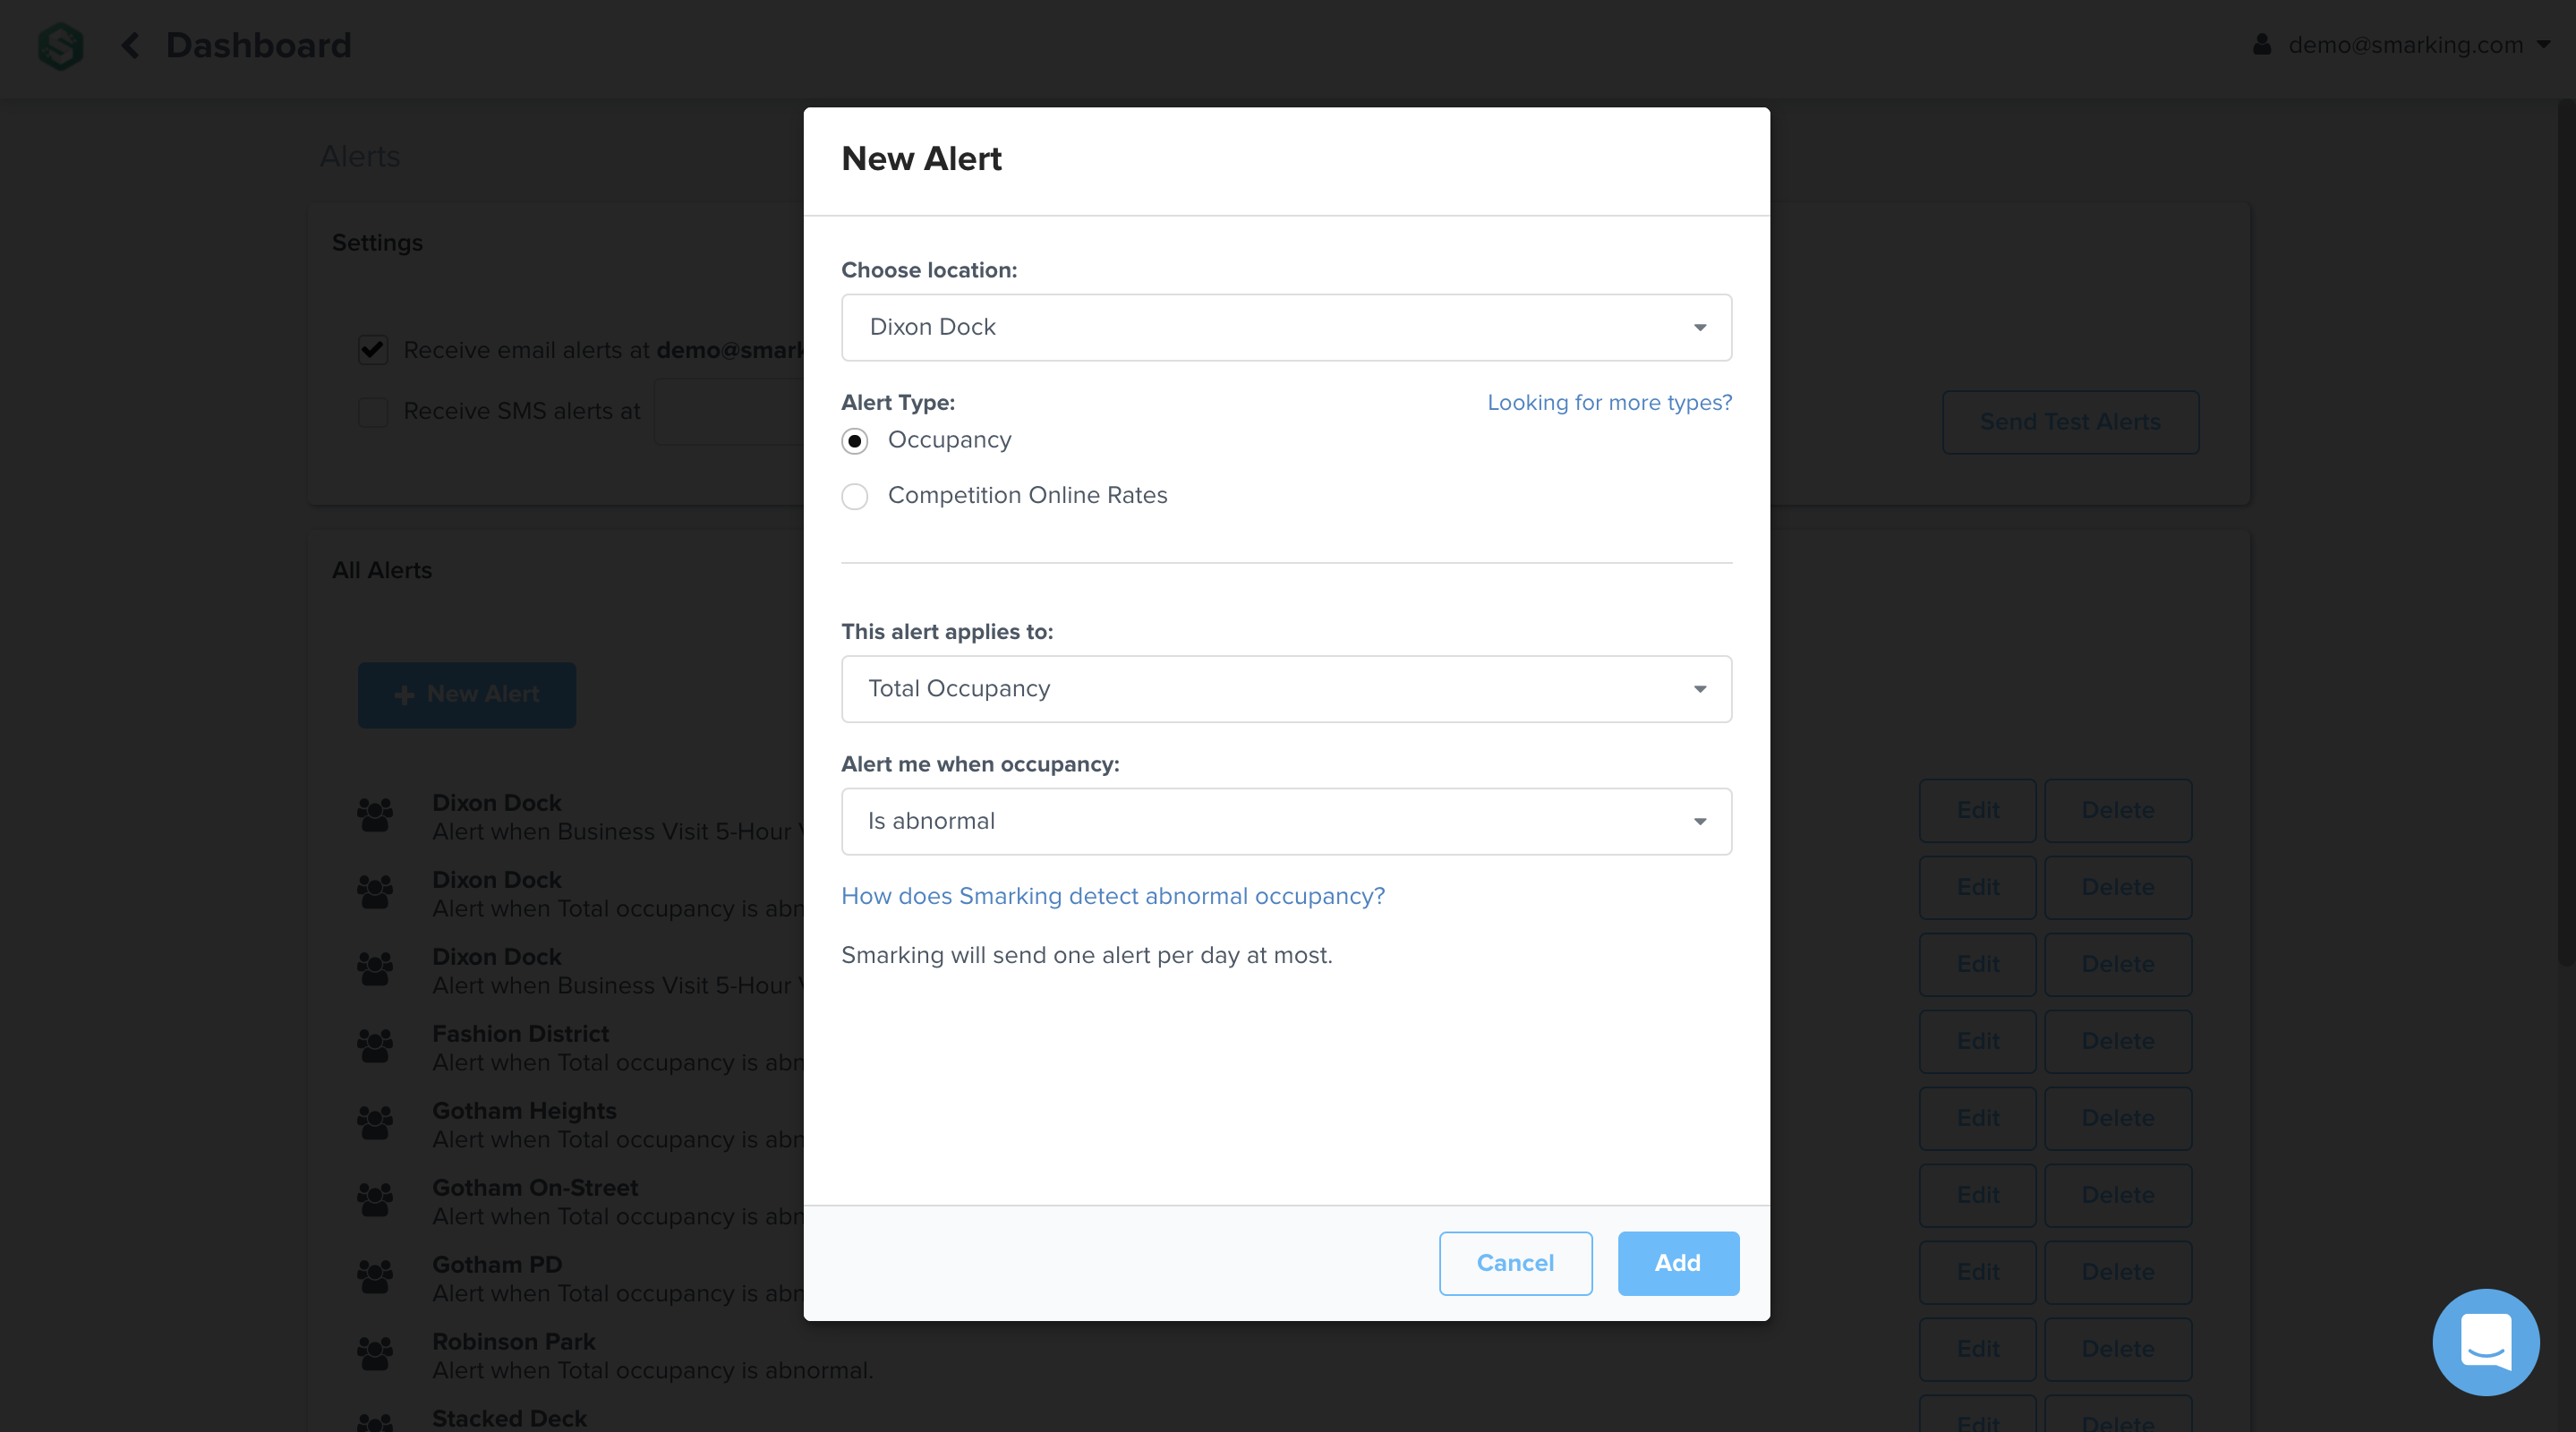 Dashboard
demo@smarking.com
Alerts
Settings
Receive email alerts at demo@smark
Receive SMS alerts at
Send Test Alerts
All Alerts
New Alert
Dixon Dock
Alert when Business Visit 5-Hour
Edit
Delete
Dixon Dock
Alert when Total occupancy is abn
Edit
Delete
Dixon Dock
Alert when Business Visit 5-Hour
Edit
Delete
Fashion District
Alert when Total occupancy is abn
Edit
Delete
Gotham Heights
Alert when Total occupancy is abn
Edit
Delete
Gotham On-Street
Alert when Total occupancy is abn
Edit
Delete
Gotham PD
Alert when Total occupancy is abn
Edit
Delete
Robinson Park
Alert when Total occupancy is abnormal.
Edit
Delete
Stacked Deck
Edit
Delete
New Alert
Choose location:
Dixon Dock
Alert Type:
Looking for more types?
Occupancy
Competition Online Rates
This alert applies to:
Total Occupancy
Alert me when occupancy:
Is abnormal
How does Smarking detect abnormal occupancy?
Smarking will send one alert per day at most.
Cancel
Add